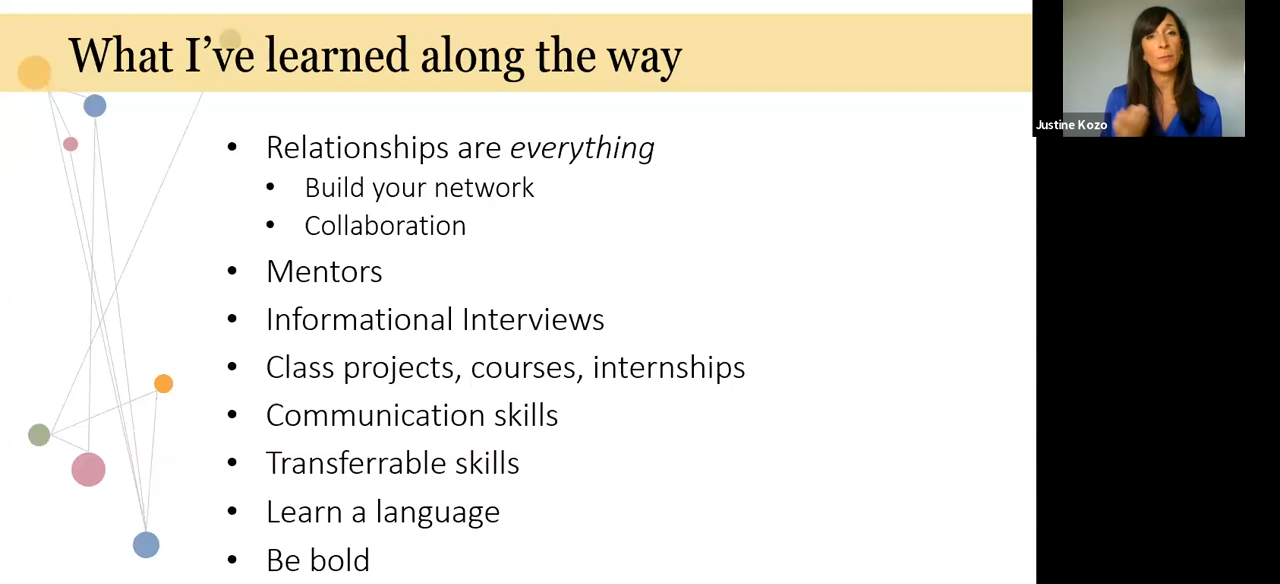 What I've learned along the way
Justine Kozo
• Relationships are everything
• Build your network
• Collaboration
• Mentors
• Informational Interviews
• Class projects, courses, internships
• Communication skills
• Transferrable skills
• Learn a language
• Be bold